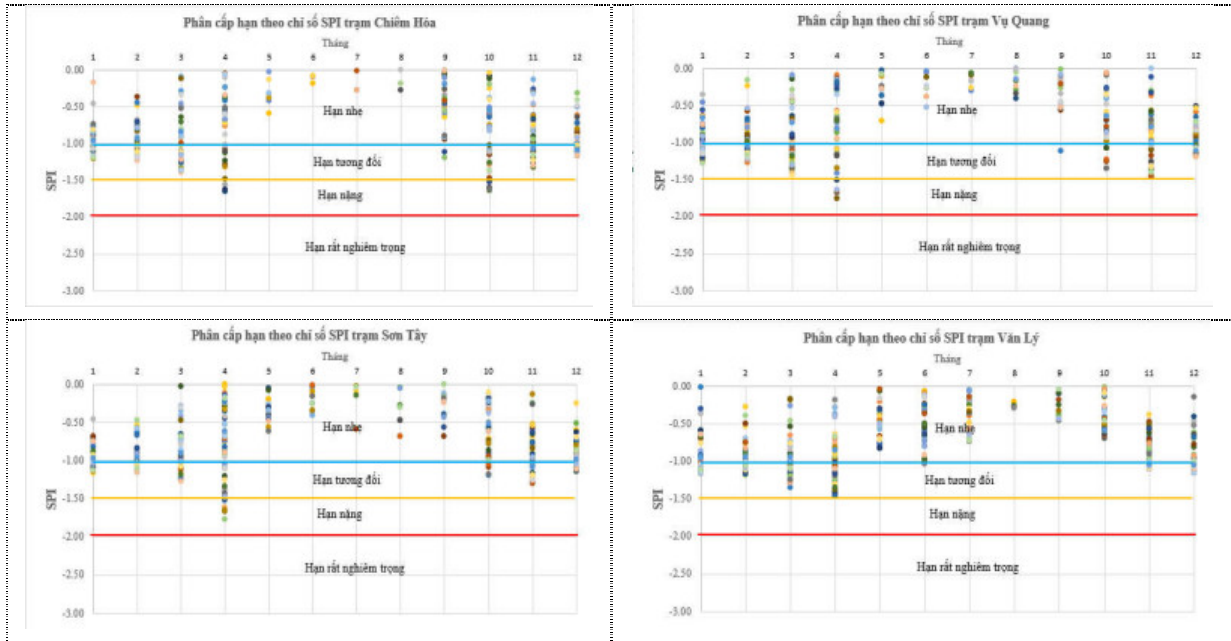 Phân cấp hạn theo chỉ số SPI trạm Chiêm Hóa
Tháng
1 2 3 4 5 6 7 8 9 10 11 12
0.00
-0.50
-1.00
-1.50
-2.00
-2.50
-3.00
SPI
Hạn nhẹ
Hạn tương đối
Hạn nặng
Hạn rất nghiêm trọng
Phân cấp hạn theo chỉ số SPI trạm Vụ Quang
Tháng
1 2 3 4 5 6 7 8 9 10 11 12
0.00
-0.50
-1.00
-1.50
-2.00
-2.50
-3.00
SPI
Hạn nhẹ
Hạn tương đối
Hạn nặng
Hạn rất nghiêm trọng
Phân cấp hạn theo chỉ số SPI trạm Sơn Tây
Tháng
1 2 3 4 5 6 7 8 9 10 11 12
0.00
-0.50
-1.00
-1.50
-2.00
-2.50
-3.00
SPI
Hạn nhẹ
Hạn tương đối
Hạn nặng
Hạn rất nghiêm trọng
Phân cấp hạn theo chỉ số SPI trạm Văn Lý
Tháng
1 2 3 4 5 6 7 8 9 10 11 12
0.00
-0.50
-1.00
-1.50
-2.00
-2.50
-3.00
SPI
Hạn nhẹ
Hạn tương đối
Hạn nặng
Hạn rất nghiêm trọng